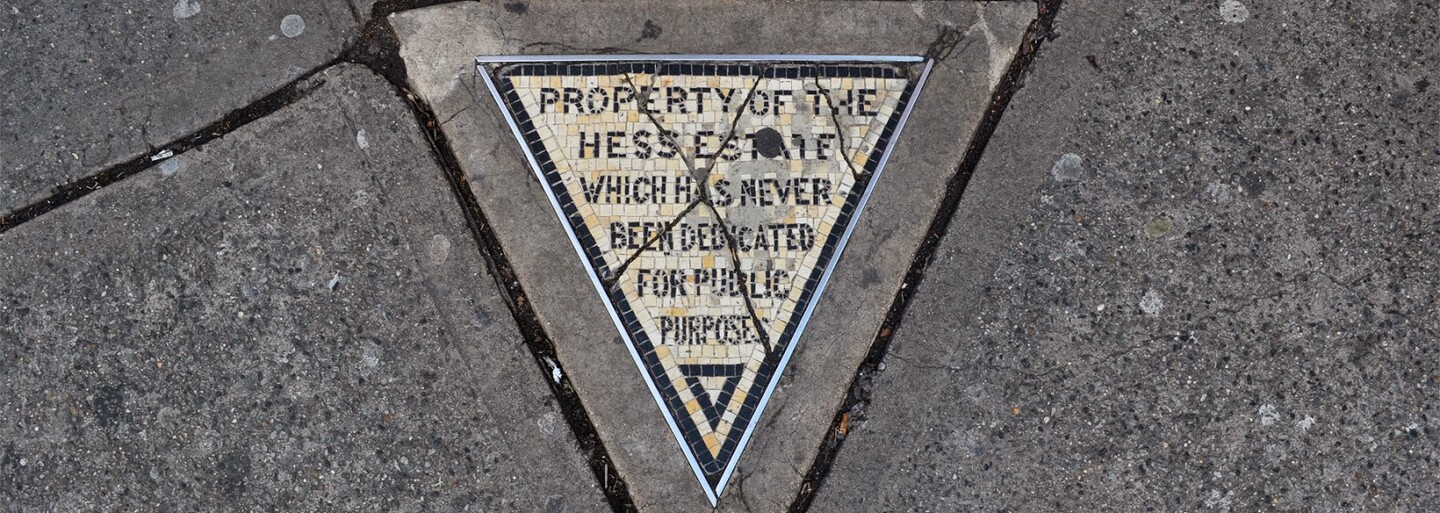 PROPERTY OF THE
HESS ESTATE
WHICH HAS NEVER
BEEN DEDICATED
FOR PUBLIC
PURPOSES